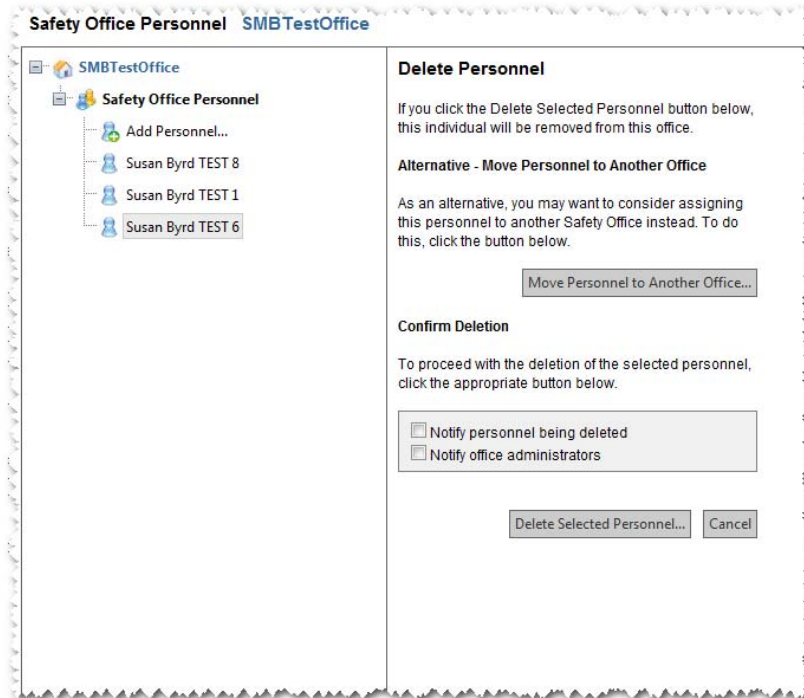 Safety Office Personnel SMBTestOffice
SMBTestOffice
Safety Office Personnel
Add Personnel...
Susan Byrd TEST 8
Susan Byrd TEST 1
Susan Byrd TEST 6
Delete Personnel
If you click the Delete Selected Personnel button below,
this individual will be removed from this office.
Alternative - Move Personnel to Another Office
As an alternative, you may want to consider assigning
this personnel to another Safety Office instead. To do
this, click the button below.
Move Personnel to Another Office...
Confirm Deletion
To proceed with the deletion of the selected personnel,
click the appropriate button below.
Notify personnel being deleted
Notify office administrators
Delete Selected Personnel... Cancel